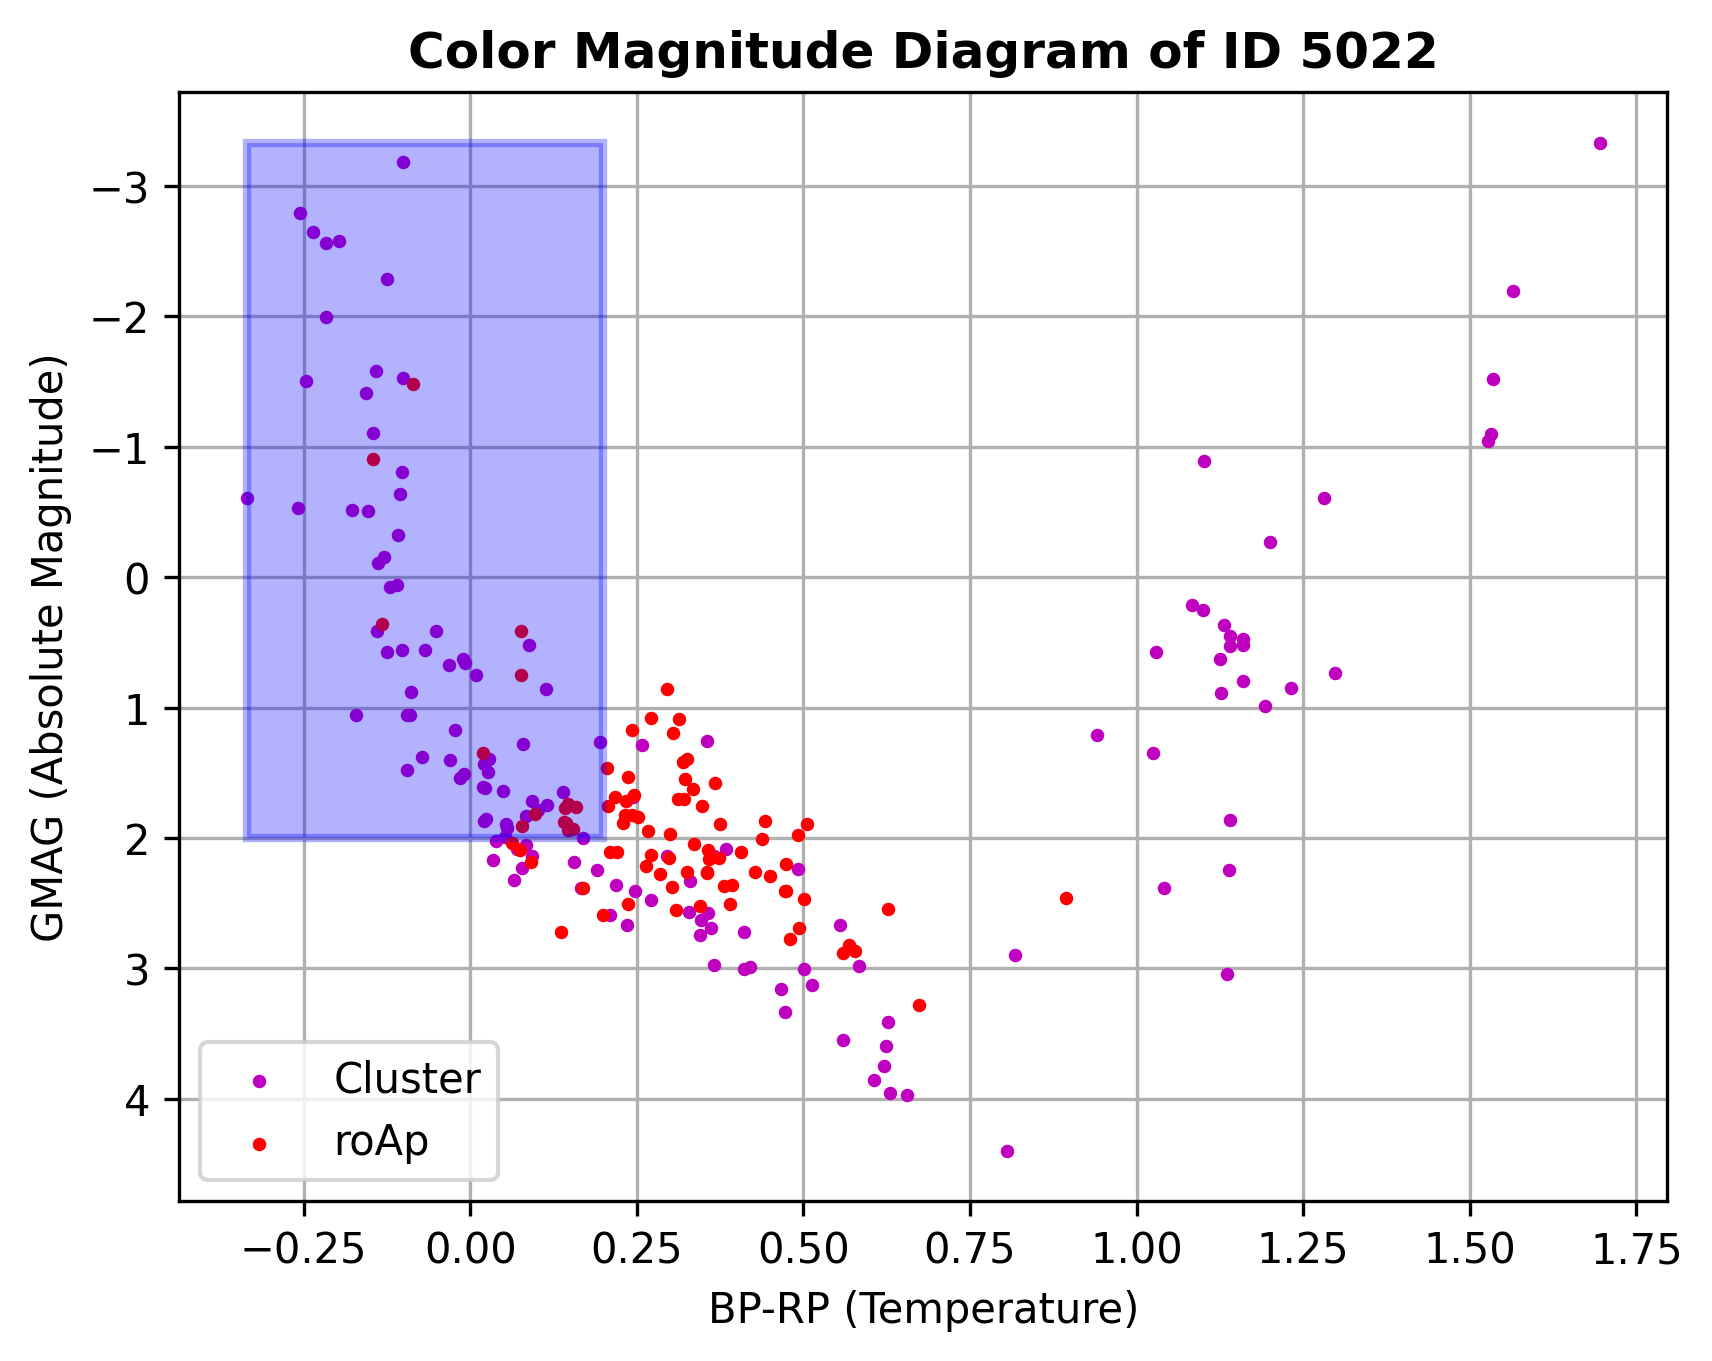 Color Magnitude Diagram of ID 5022
GMAG (Absolute Magnitude)
−3
−2
−1
0
1
2
3
4
Cluster
roAp
−0.25 0.00 0.25 0.50 0.75 1.00 1.25 1.50 1.75
BP-RP (Temperature)